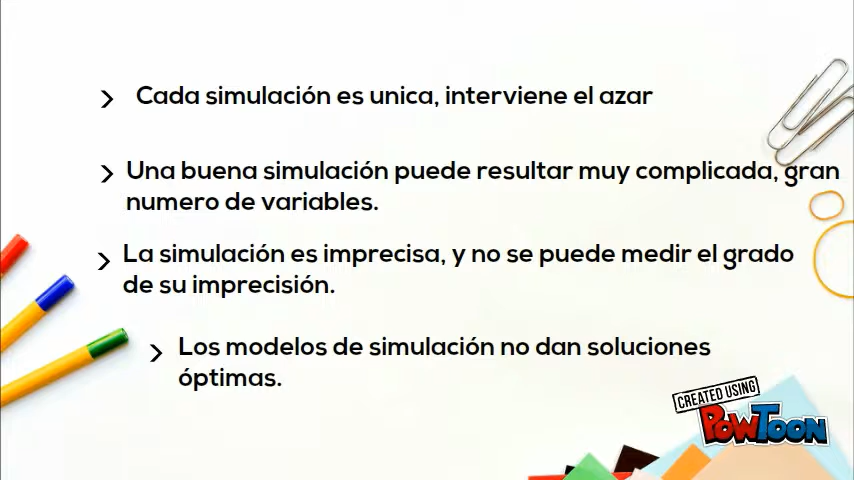 Cada simulación es unica, interviene el azar
Una buena simulación puede resultar muy complicada, gran
numero de variables.
La simulación es imprecisa, y no se puede medir el grado
de su imprecisión.
Los modelos de simulación no dan soluciones
óptimas.
CREATED USING
POWTOON